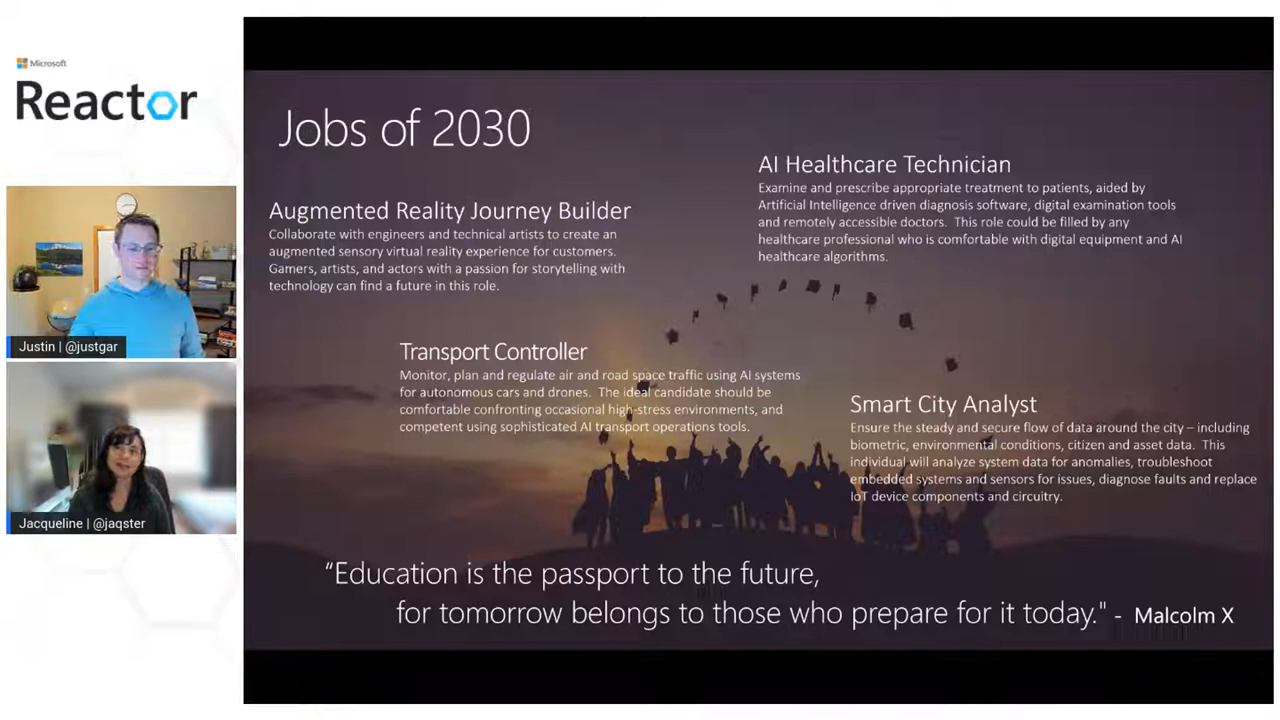 Microsoft
Reactor
Justin | @justgar
Jacqueline | @jaqster
Jobs of 2030
Augmented Reality Journey Builder
Collaborate with engineers and technical artists to create an
augmented sensory virtual reality experience for customers.
Gamers, artists, and actors with a passion for storytelling with
technology can find a future in this role.
AI Healthcare Technician
Examine and prescribe appropriate treatment to patients, aided by
Artificial Intelligence driven diagnosis software, digital examination tools
and remotely accessible doctors. This role could be filled by any
healthcare professional who is comfortable with digital equipment and AI
healthcare algorithms.
Transport Controller
Monitor, plan and regulate air and road space traffic using AI systems
for autonomous cars and drones. The ideal candidate should be
comfortable confronting occasional high-stress environments, and
competent using sophisticated AI transport operations tools.
Smart City Analyst
Ensure the steady and secure flow of data around the city – including
biometric, environmental conditions, citizen and asset data. This
individual will analyze system data for anomalies, troubleshoot
embedded systems and sensors for issues, diagnose faults and replace
IoT device components and circuitry.
“Education is the passport to the future,
for tomorrow belongs to those who prepare for it today." - Malcolm X